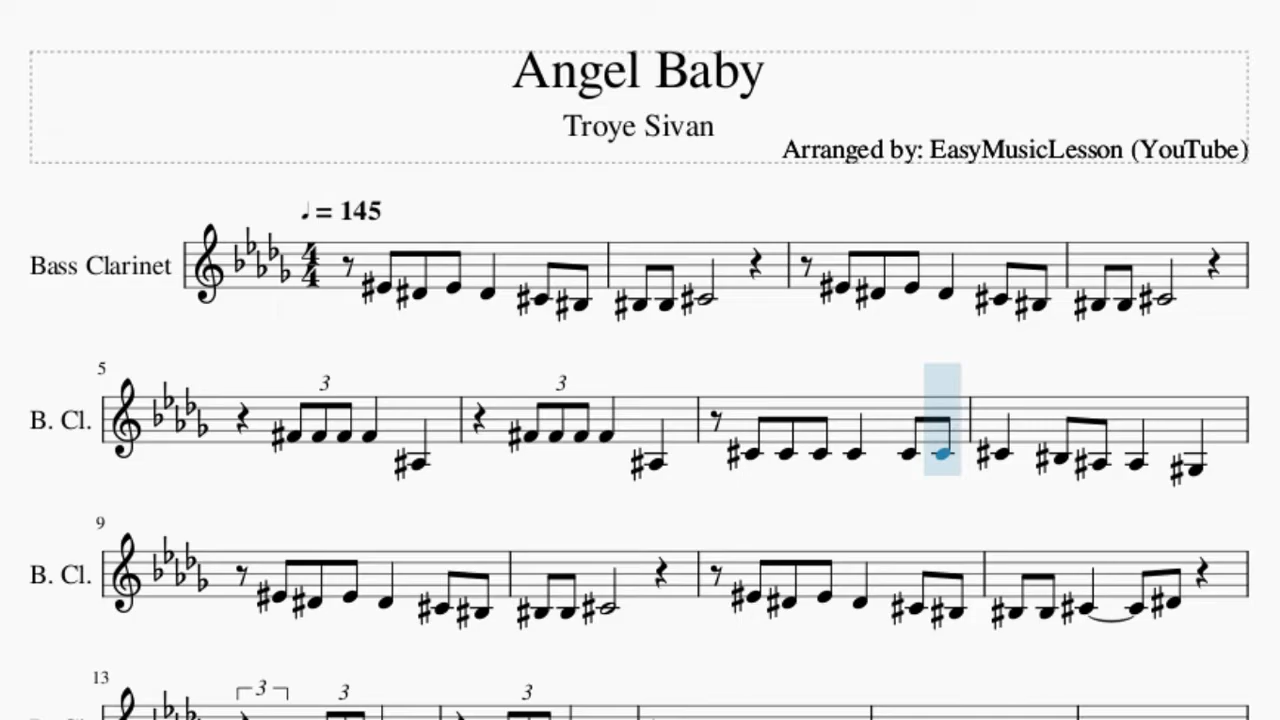 Angel Baby
Troye Sivan
Arranged by: EasyMusicLesson (YouTube)
♩ = 145
Bass Clarinet
4
4
5
3
3
B. Cl.
9
B. Cl.
13
3
3
3